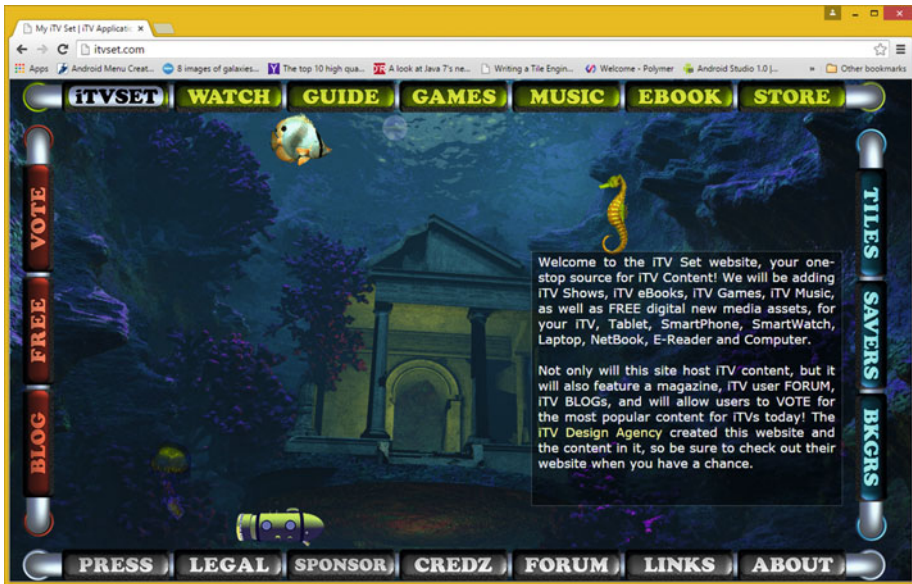 My iTV Set | iTV Applicatic
itvset.com
Apps Android Menu Creat... 8 images of galaxies... The top 10 high qua... A look at Java 7's ne... Writing a Tile Engin... Welcome - Polymer Android Studio 1.0 |... » Other bookmarks
iTVSET WATCH GUIDE GAMES MUSIC EBOOK STORE
VOTE
FREE
BLOG
Welcome to the iTV Set website, your one-
stop source for iTV Content! We will be adding
iTV Shows, iTV eBooks, iTV Games, iTV Music,
as well as FREE digital new media assets, for
your iTV, Tablet, SmartPhone, SmartWatch,
Laptop, NetBook, E-Reader and Computer.
Not only will this site host iTV content, but it
will also feature a magazine, iTV user FORUM,
iTV BLOGs, and will allow users to VOTE for
the most popular content for iTVs today! The
iTV Design Agency created this website and
the content in it, so be sure to check out their
website when you have a chance.
TILES
SAVERS
BKGRS
PRESS LEGAL SPONSOR CREDZ FORUM LINKS ABOUT